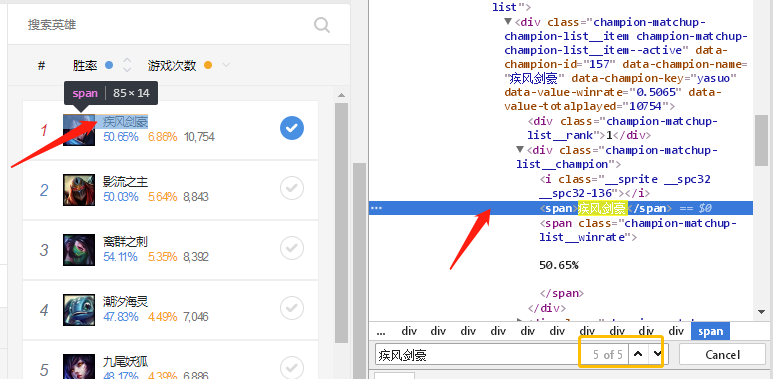 搜索英雄
# 胜率 游戏次数
span 85 × 14
1 疾风剑豪
50.65% 6.86% 10,754
2 影流之主
50.03% 5.64% 8,843
3 离群之刺
54.11% 5.35% 8,392
4 潮汐海灵
47.83% 4.49% 7,046
5 九尾妖狐
48.17% 4.39% 6,886
list">
▼<div class="champion-matchup-
champion-list__item champion-matchup-
champion-list__item--active" data-
champion-id="157" data-champion-name=
"疾风剑豪" data-champion-key="yasuo"
data-value-winrate="0.5065" data-
value-totalplayed="10754">
<div class="champion-matchup-
list__rank">1</div>
▼<div class="champion-matchup-
list__champion">
<i class="__sprite __spc32
__spc32-136"></i>
… <span>疾风剑豪</span> == $0
<span class="champion-matchup-
list__winrate">
50.65%
</span>
</div>
... div div div div div div div div span
疾风剑豪 5 of 5 Cancel